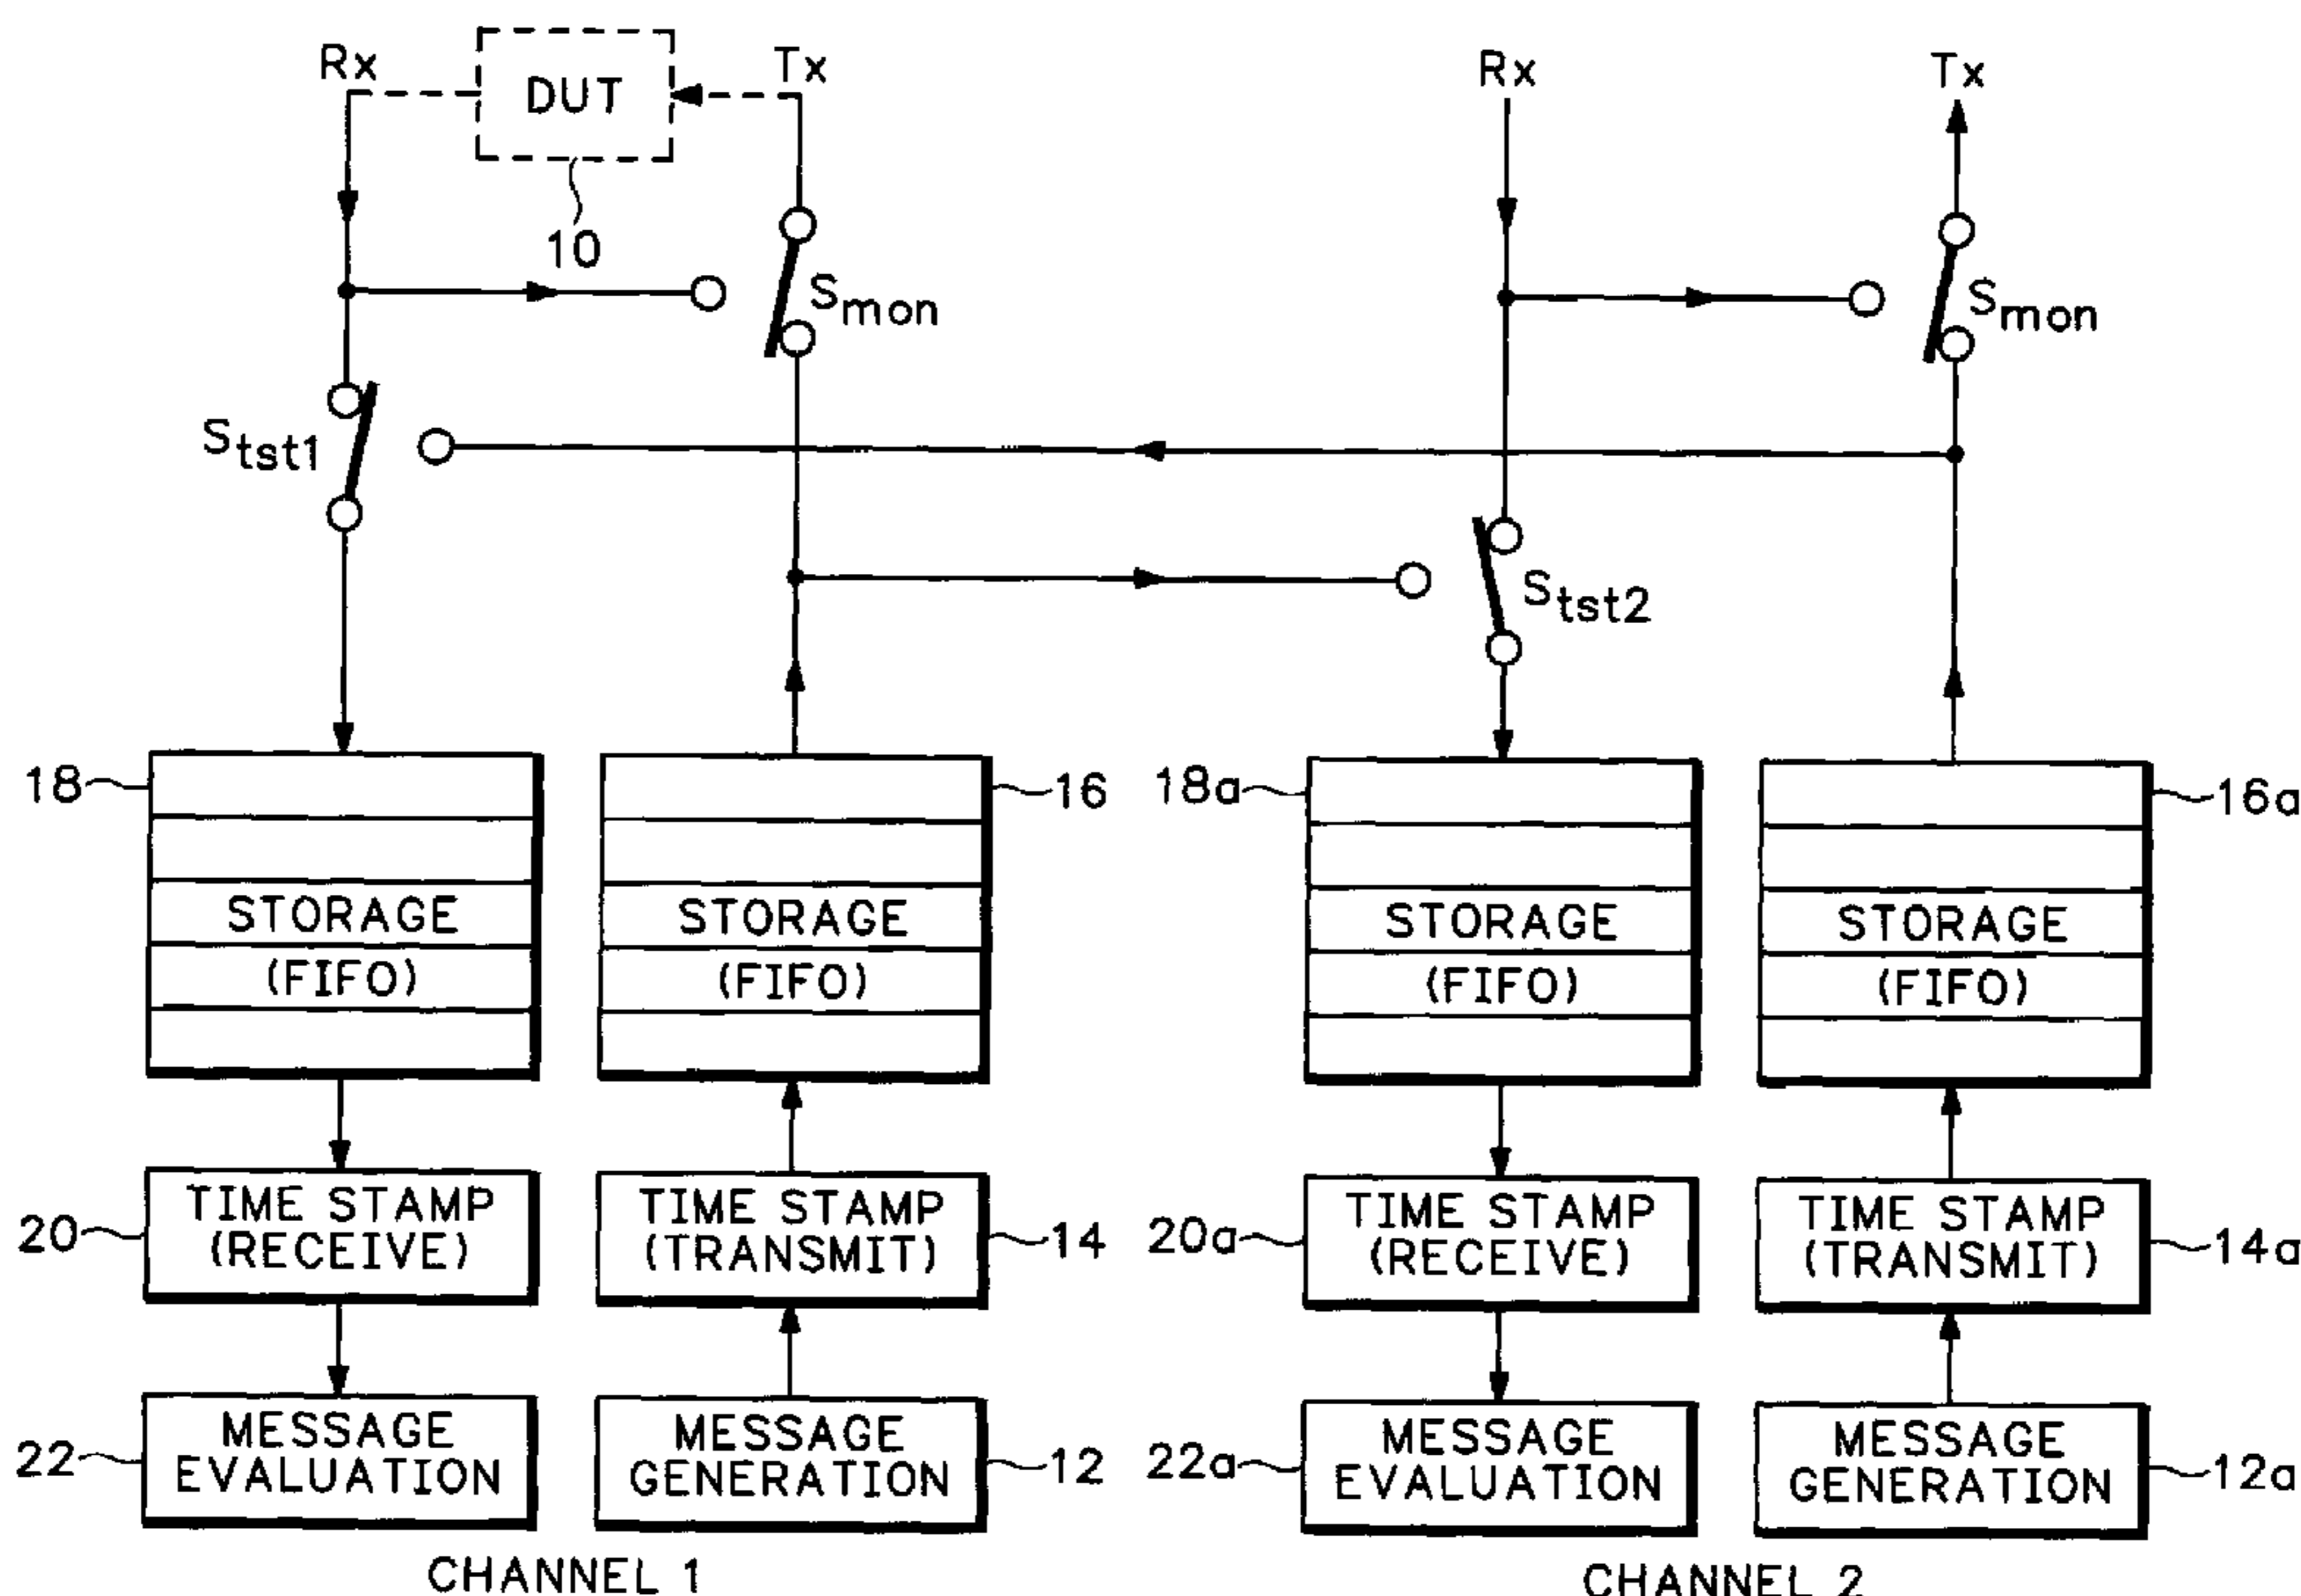 Rx
DUT
Tx
10
Smon
Stst1
Rx
Tx
Smon
Stst2
18
STORAGE
(FIFO)
16
STORAGE
(FIFO)
18a
STORAGE
(FIFO)
16a
STORAGE
(FIFO)
20
TIME STAMP
(RECEIVE)
TIME STAMP
(TRANSMIT)
14
20a
TIME STAMP
(RECEIVE)
TIME STAMP
(TRANSMIT)
14a
22
MESSAGE
EVALUATION
MESSAGE
GENERATION
12
22a
MESSAGE
EVALUATION
MESSAGE
GENERATION
12a
CHANNEL 1
CHANNEL 2